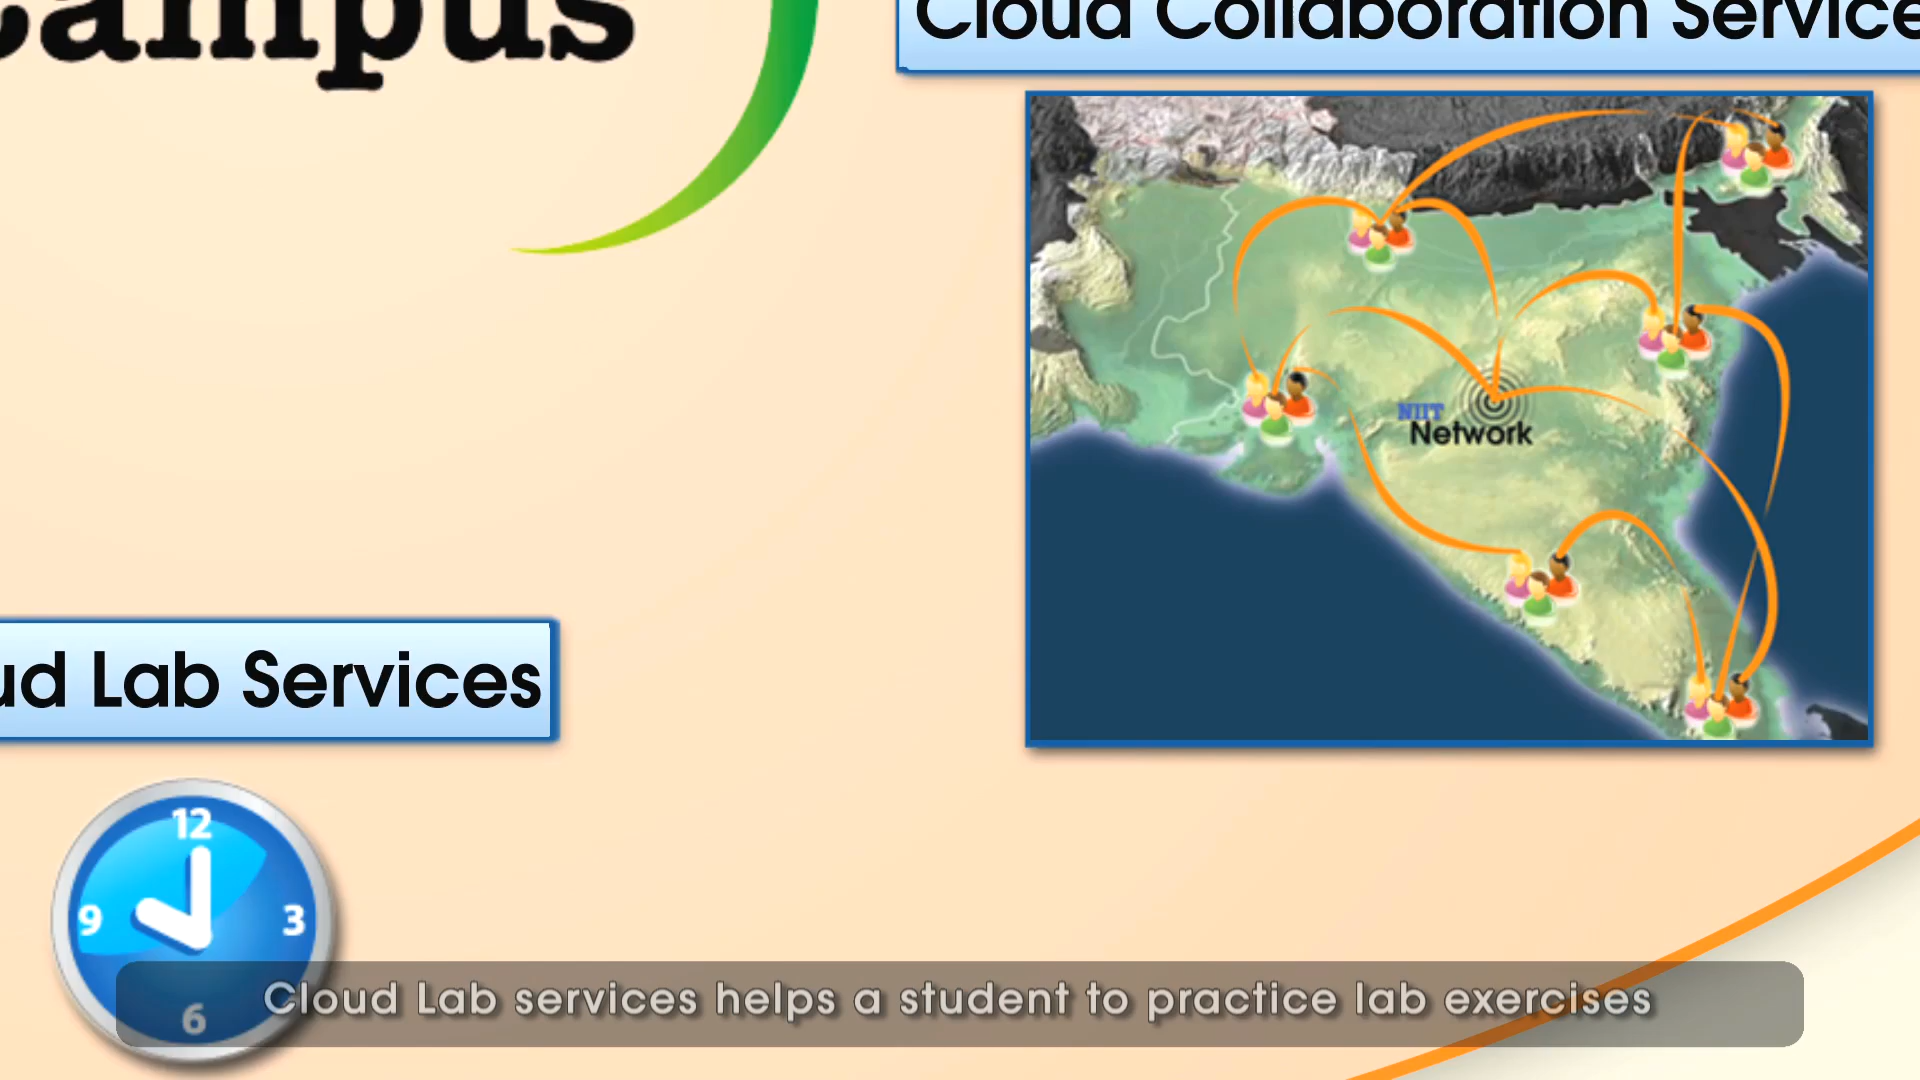 campus
Cloud Collaboration Service
NIIT
Network
ud Lab Services
12
9
3
6
Cloud Lab services helps a student to practice lab exercises